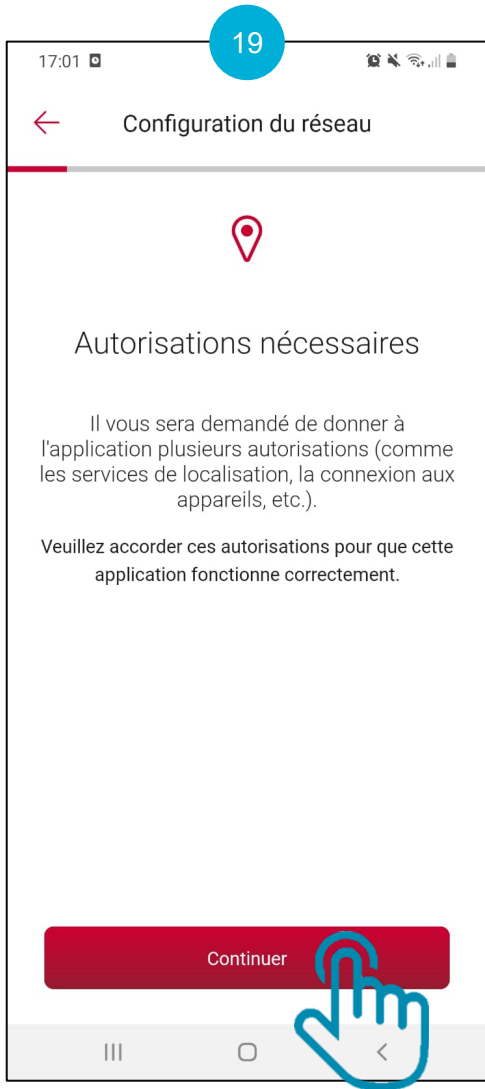 19
17:01
Configuration du réseau
Autorisations nécessaires
Il vous sera demandé de donner à
l'application plusieurs autorisations (comme
les services de localisation, la connexion aux
appareils, etc.).
Veuillez accorder ces autorisations pour que cette
application fonctionne correctement.
Continuer